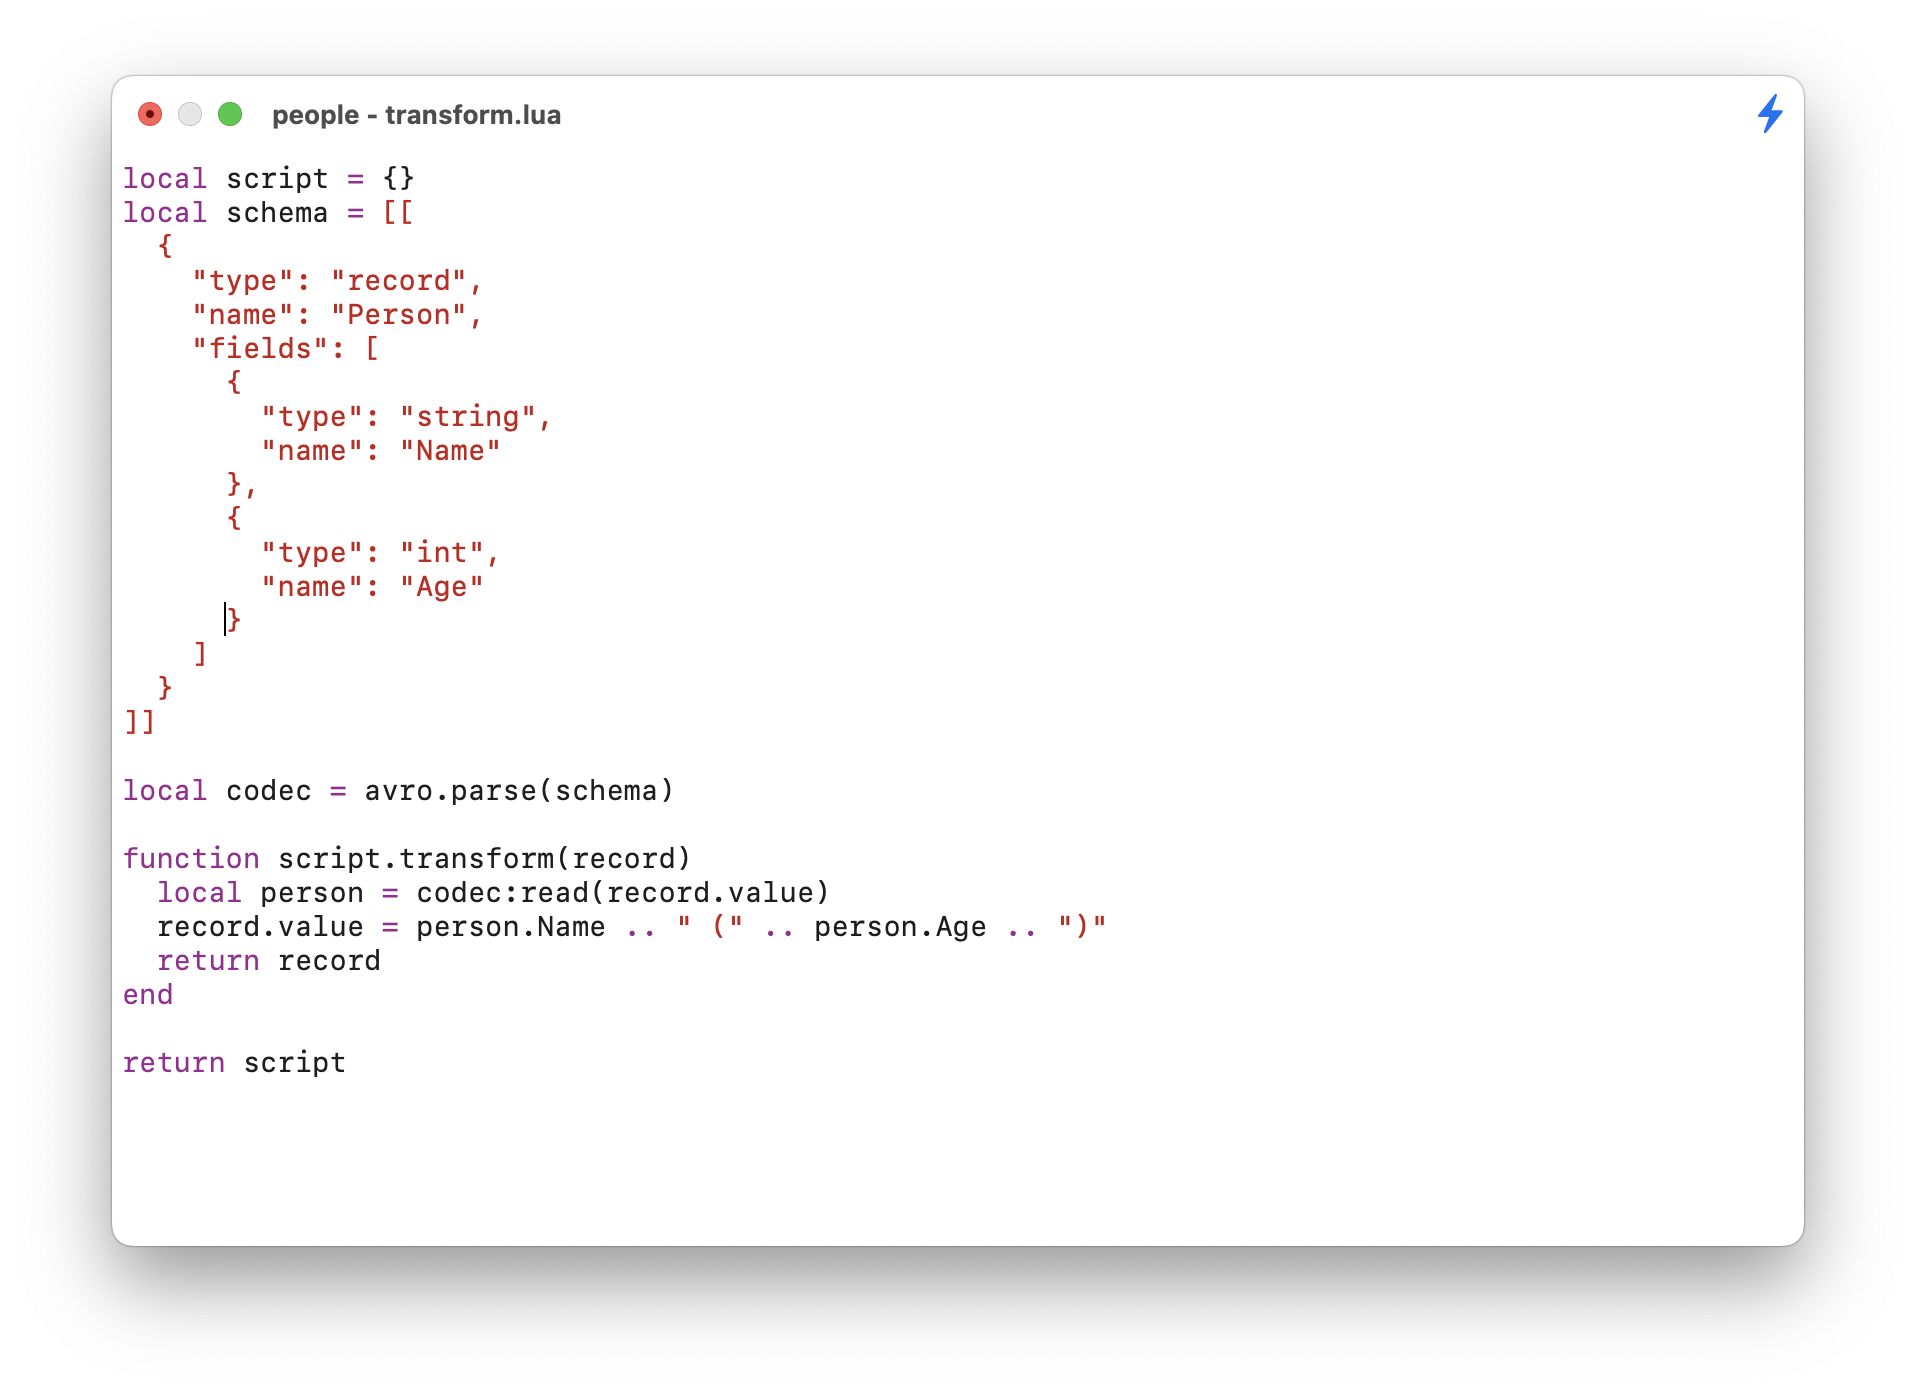 people - transform.lua
local script = {}
local schema = [[
  {
    "type": "record",
    "name": "Person",
    "fields": [
      {
        "type": "string",
        "name": "Name"
      },
      {
        "type": "int",
        "name": "Age"
      }
    ]
  }
]]

local codec = avro.parse(schema)

function script.transform(record)
  local person = codec:read(record.value)
  record.value = person.Name .. " (" .. person.Age .. ")"
  return record
end

return script